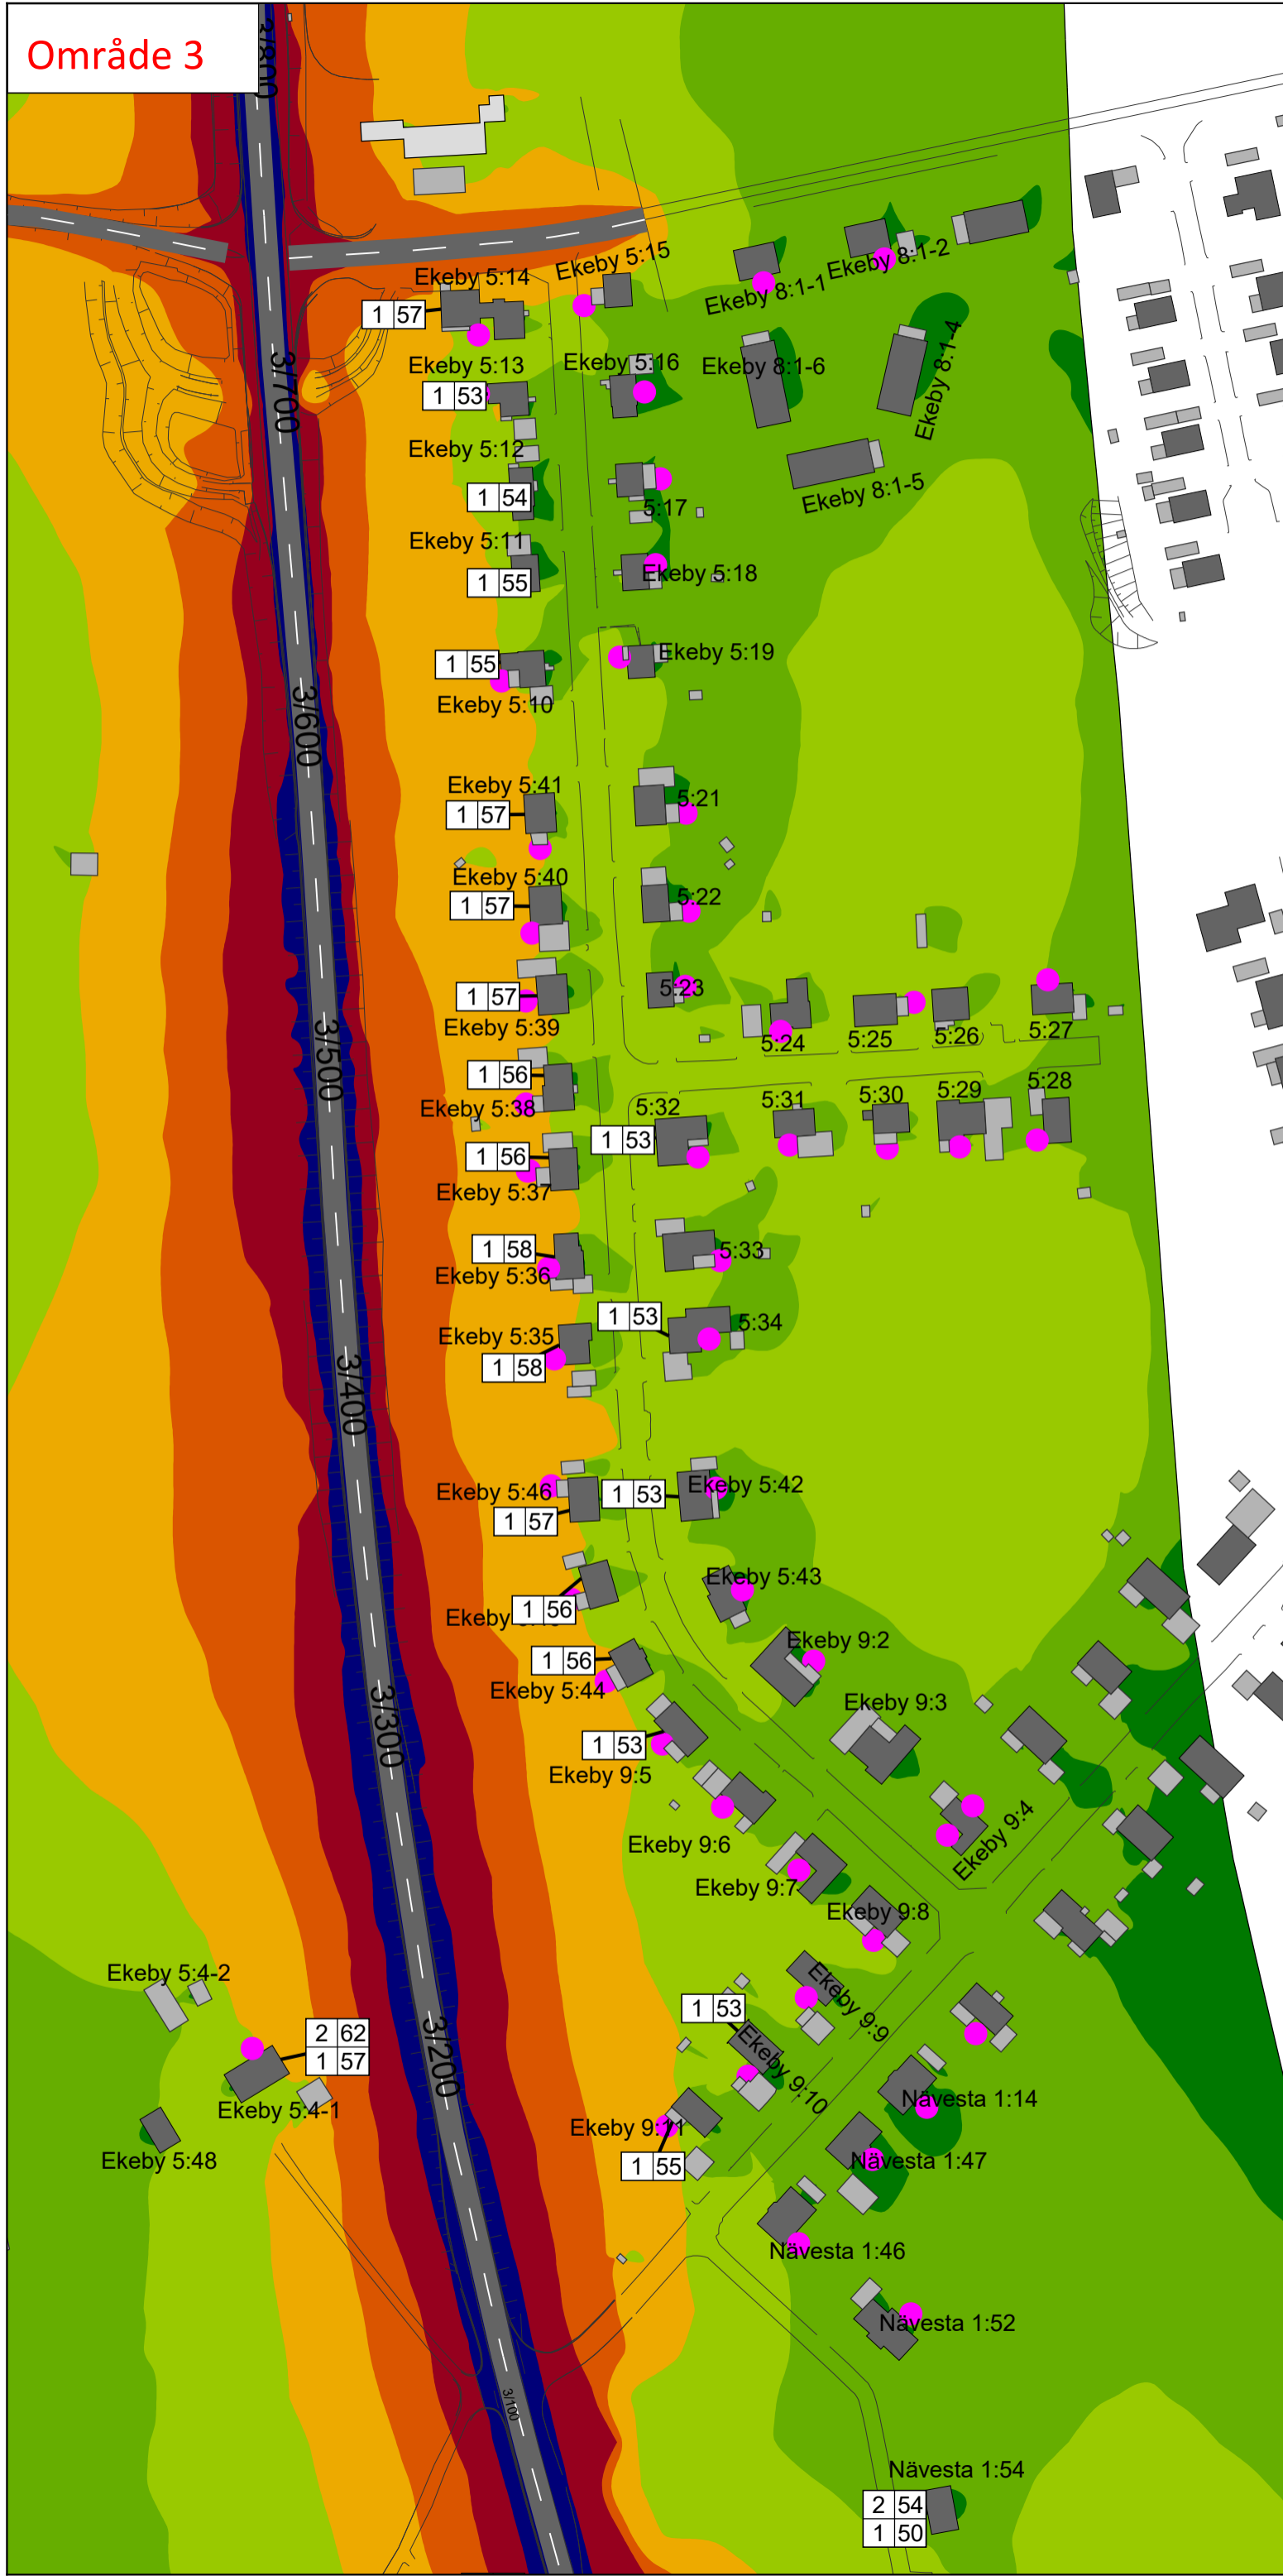 Område 3
3/800
Ekeby 5:15
Ekeby 8:1-2
Ekeby 5:14
Ekeby 8:1-1
1 57
Ekeby 5:13
Ekeby 5:16
Ekeby 8:1-6
Ekeby 8:1-4
3/700
1 53
Ekeby 5:12
Ekeby 8:1-5
1 54
5:17
Ekeby 5:11
Ekeby 5:18
1 55
Ekeby 5:19
1 55
Ekeby 5:10
3/600
Ekeby 5:41
5:21
1 57
Ekeby 5:40
5:22
1 57
5:23
1 57
Ekeby 5:39
5:24
5:25
5:26
5:27
3/500
1 56
5:28
5:29
5:30
5:31
5:32
Ekeby 5:38
1 53
1 56
Ekeby 5:37
1 58
5:33
Ekeby 5:36
1 53
5:34
Ekeby 5:35
1 58
3/400
Ekeby 5:46
1 53
Ekeby 5:42
1 57
Ekeby 5:43
1 56
Ekeby
Ekeby 9:2
1 56
Ekeby 5:44
Ekeby 9:3
3/300
1 53
Ekeby 9:5
Ekeby 9:4
Ekeby 9:6
Ekeby 9:7
Ekeby 9:8
Ekeby 5:4-2
Ekeby 9:9
1 53
3/200
2 62
1 57
Ekeby 9:10
Ekeby 5:4-1
Nävesta 1:14
Ekeby 9:11
Ekeby 5:48
Nävesta 1:47
1 55
Nävesta 1:46
Nävesta 1:52
3/100
Nävesta 1:54
2 54
1 50